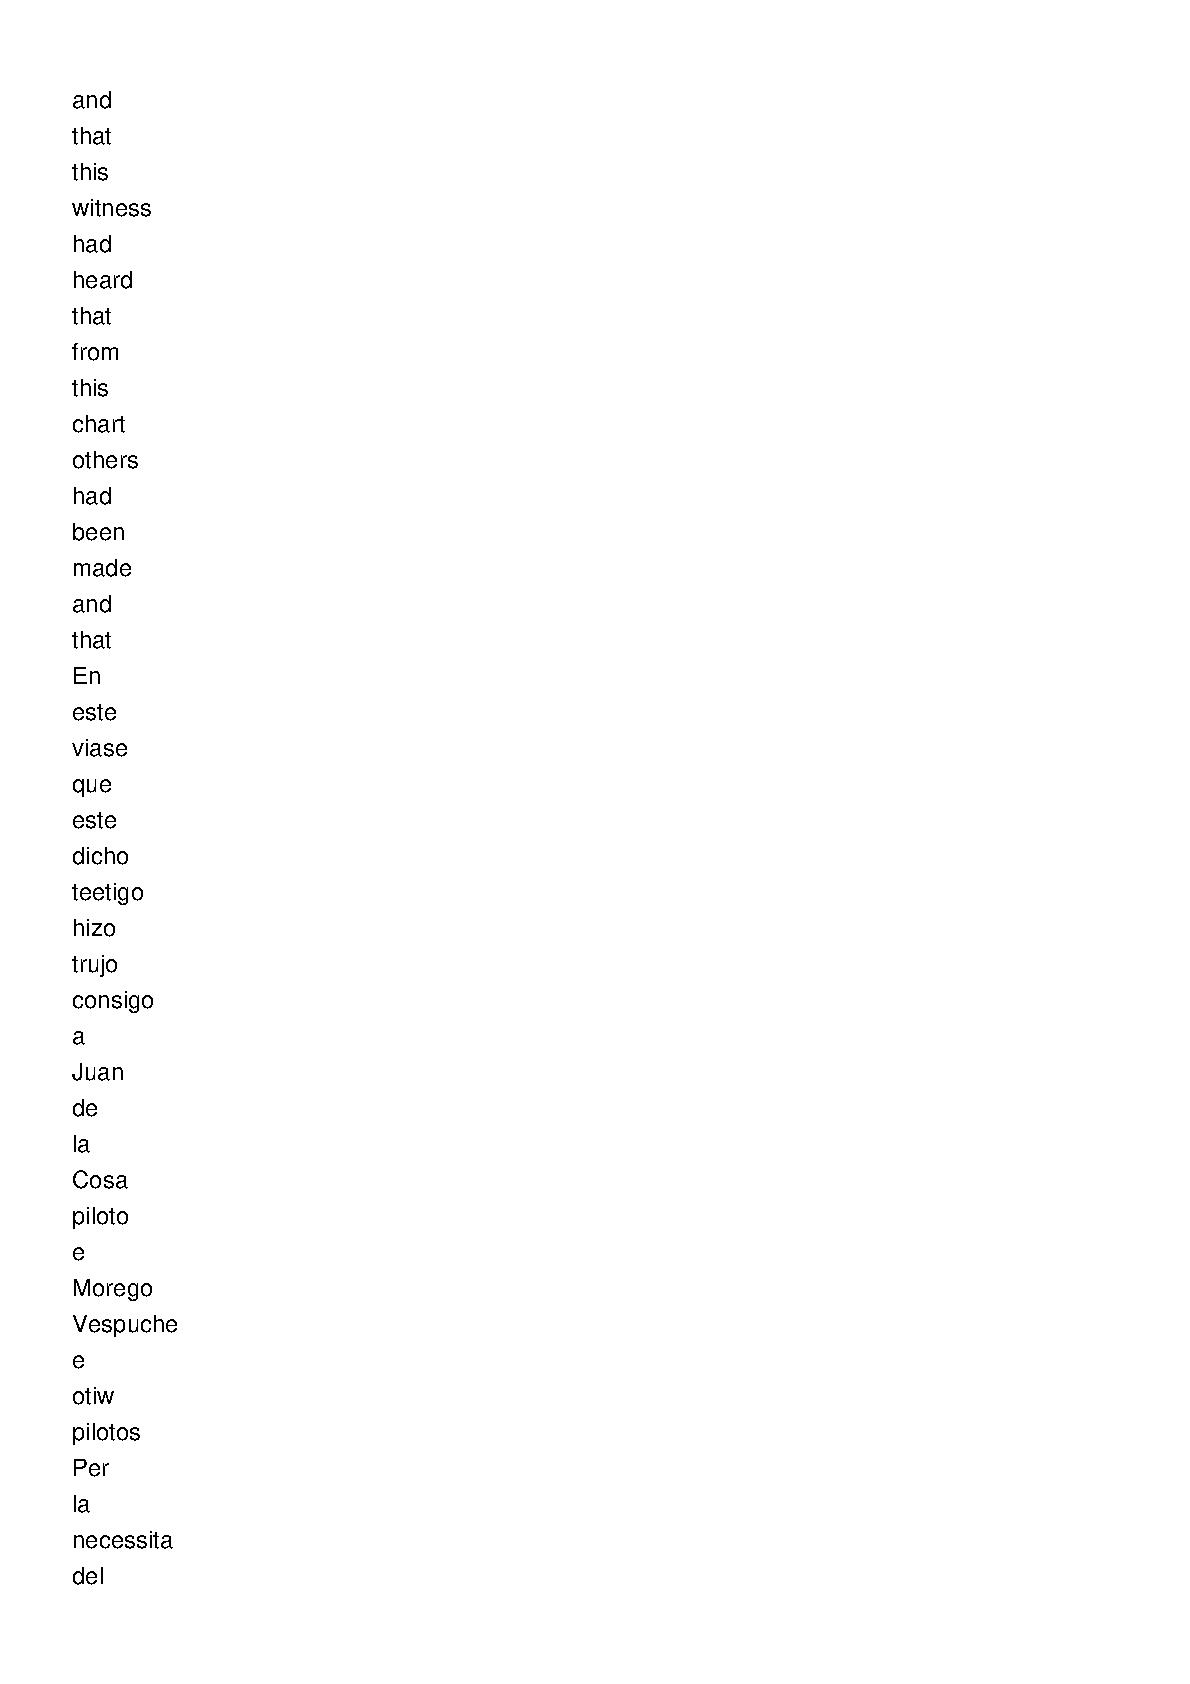 and
that
this
witness
had
heard
that
from
this
chart
others
had
been
made
and
that
En
este
viase
que
este
dicho
teetigo
hizo
trujo
consigo
a
Juan
de
la
Cosa
piloto
e
Morego
Vespuche
e
otiw
pilotos
Per
la
necessita
del